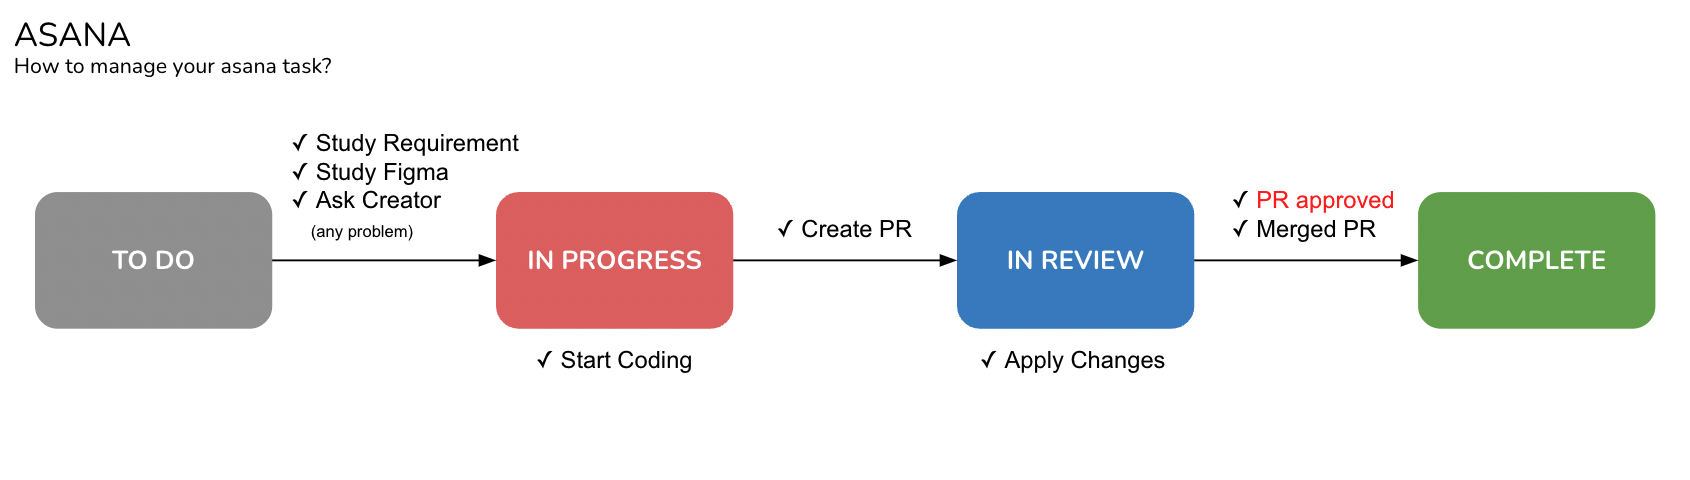 ASANA
How to manage your asana task?
✓ Study Requirement
✓ Study Figma
✓ Ask Creator
(any problem)
TO DO
IN PROGRESS
✓ Start Coding
✓ Create PR
IN REVIEW
✓ Apply Changes
✓ PR approved
✓ Merged PR
COMPLETE